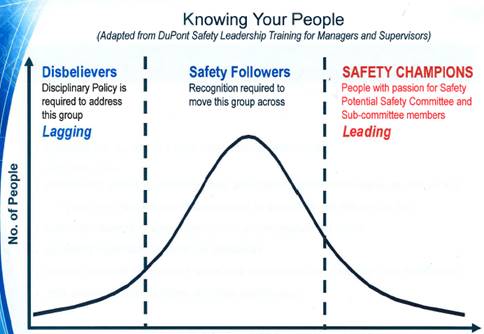 Knowing Your People
(Adapted from DuPont Safety Leadership Training for Managers and Supervisors)
Disbelievers
Disciplinary Policy is
required to address
this group
Lagging
Safety Followers
Recognition required to
move this group across
SAFETY CHAMPIONS
People with passion for Safety
Potential Safety Committee and
Sub-committee members
Leading
No. of People